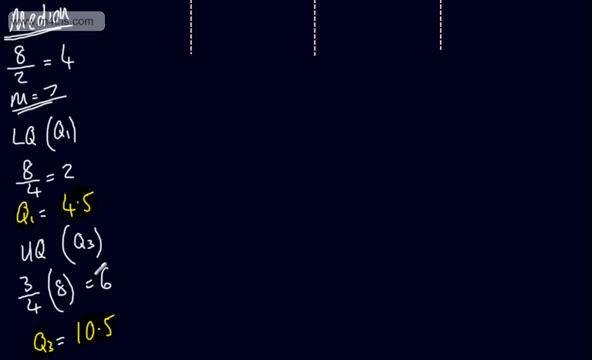 Median
8/2 = 4
m = 7
LQ (Q₁)
8/4 = 2
Q₁ = 4.5
UQ (Q₃)
3/4 (8) = 6
Q₃ = 10.5